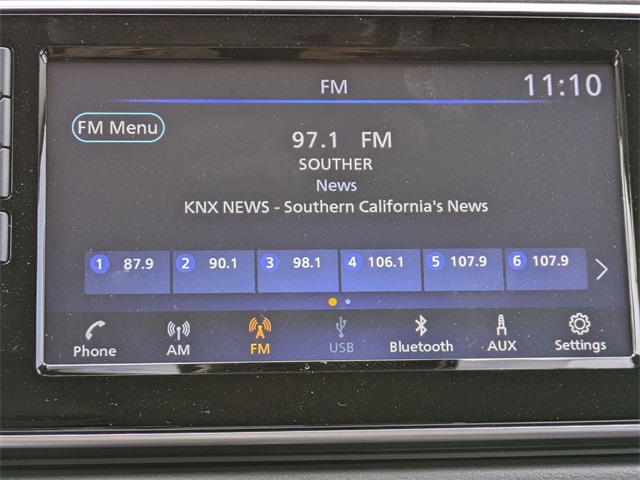 FM 11:10
FM Menu
97.1 FM
SOUTHER
News
KNX NEWS - Southern California's News
1 87.9 2 90.1 3 98.1 4 106.1 5 107.9 6 107.9
Phone AM FM USB Bluetooth AUX Settings